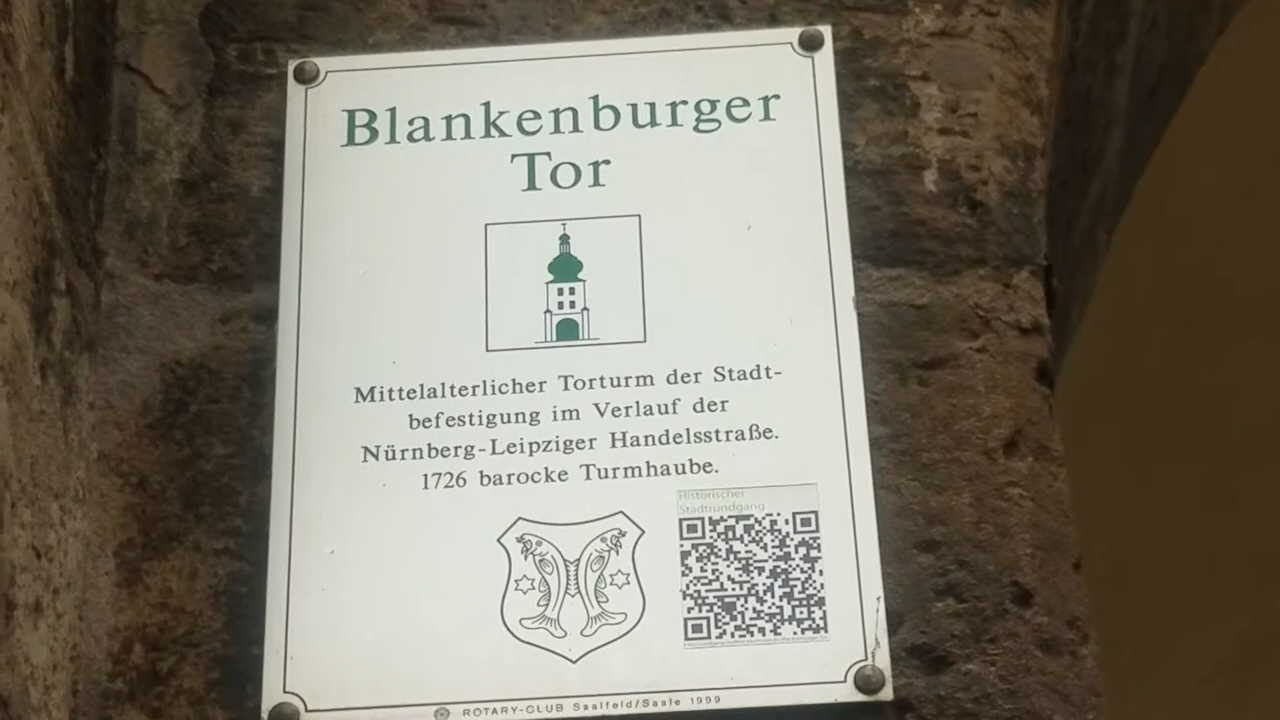 Blankenburger
Tor
Mittelalterlicher Torturm der Stadt-
befestigung im Verlauf der
Nürnberg-Leipziger Handelsstraße.
1726 barocke Turmhaube.
Historischer
Stadtrundgang
ROTARY-CLUB Saalfeld/Saale 1999